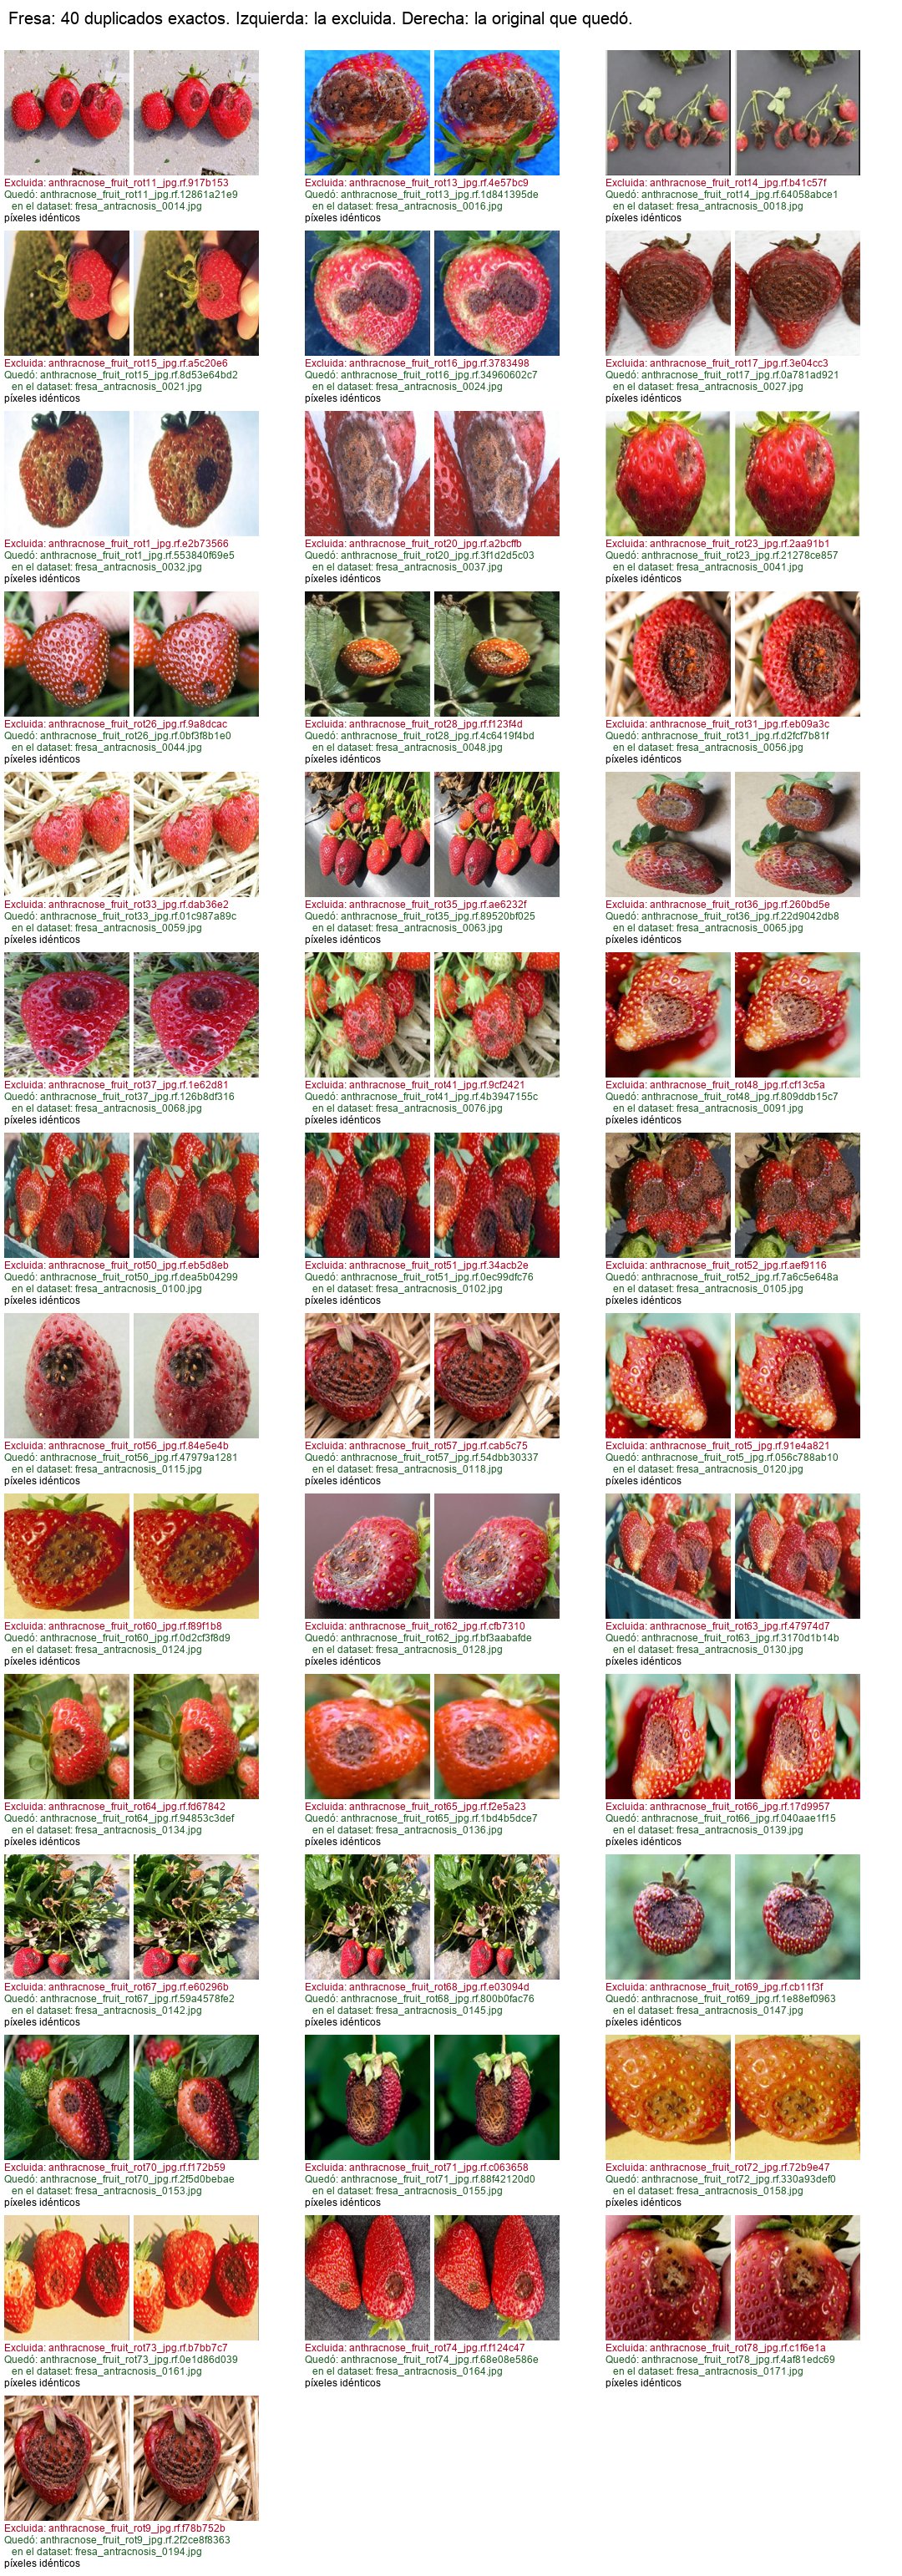 Fresa: 40 duplicados exactos. Izquierda: la excluida. Derecha: la original que quedó.
Excluida: anthracnose_fruit_rot11_jpg.rf.917b153
Quedó: anthracnose_fruit_rot11_jpg.rf.12861a21e9
en el dataset: fresa_antracnosis_0014.jpg
píxeles idénticos
Excluida: anthracnose_fruit_rot13_jpg.rf.4e57bc9
Quedó: anthracnose_fruit_rot13_jpg.rf.1d841395de
en el dataset: fresa_antracnosis_0016.jpg
píxeles idénticos
Excluida: anthracnose_fruit_rot14_jpg.rf.b41c57f
Quedó: anthracnose_fruit_rot14_jpg.rf.64058abce1
en el dataset: fresa_antracnosis_0018.jpg
píxeles idénticos
Excluida: anthracnose_fruit_rot15_jpg.rf.a5c20e6
Quedó: anthracnose_fruit_rot15_jpg.rf.8d53e64bd2
en el dataset: fresa_antracnosis_0021.jpg
píxeles idénticos
Excluida: anthracnose_fruit_rot16_jpg.rf.3783498
Quedó: anthracnose_fruit_rot16_jpg.rf.34960602c7
en el dataset: fresa_antracnosis_0024.jpg
píxeles idénticos
Excluida: anthracnose_fruit_rot17_jpg.rf.3e04cc3
Quedó: anthracnose_fruit_rot17_jpg.rf.0a781ad921
en el dataset: fresa_antracnosis_0027.jpg
píxeles idénticos
Excluida: anthracnose_fruit_rot1_jpg.rf.e2b73566
Quedó: anthracnose_fruit_rot1_jpg.rf.553840f69e5
en el dataset: fresa_antracnosis_0032.jpg
píxeles idénticos
Excluida: anthracnose_fruit_rot20_jpg.rf.a2bcffb
Quedó: anthracnose_fruit_rot20_jpg.rf.3f1d2d5c03
en el dataset: fresa_antracnosis_0037.jpg
píxeles idénticos
Excluida: anthracnose_fruit_rot23_jpg.rf.2aa91b1
Quedó: anthracnose_fruit_rot23_jpg.rf.21278ce857
en el dataset: fresa_antracnosis_0041.jpg
píxeles idénticos
Excluida: anthracnose_fruit_rot26_jpg.rf.9a8dcac
Quedó: anthracnose_fruit_rot26_jpg.rf.0bf3f8b1e0
en el dataset: fresa_antracnosis_0044.jpg
píxeles idénticos
Excluida: anthracnose_fruit_rot28_jpg.rf.f123f4d
Quedó: anthracnose_fruit_rot28_jpg.rf.4c6419f4bd
en el dataset: fresa_antracnosis_0048.jpg
píxeles idénticos
Excluida: anthracnose_fruit_rot31_jpg.rf.eb09a3c
Quedó: anthracnose_fruit_rot31_jpg.rf.d2fcf7b81f
en el dataset: fresa_antracnosis_0056.jpg
píxeles idénticos
Excluida: anthracnose_fruit_rot33_jpg.rf.dab36e2
Quedó: anthracnose_fruit_rot33_jpg.rf.01c987a89c
en el dataset: fresa_antracnosis_0059.jpg
píxeles idénticos
Excluida: anthracnose_fruit_rot35_jpg.rf.ae6232f
Quedó: anthracnose_fruit_rot35_jpg.rf.89520bf025
en el dataset: fresa_antracnosis_0063.jpg
píxeles idénticos
Excluida: anthracnose_fruit_rot36_jpg.rf.260bd5e
Quedó: anthracnose_fruit_rot36_jpg.rf.22d9042db8
en el dataset: fresa_antracnosis_0065.jpg
píxeles idénticos
Excluida: anthracnose_fruit_rot37_jpg.rf.1e62d81
Quedó: anthracnose_fruit_rot37_jpg.rf.126b8df316
en el dataset: fresa_antracnosis_0068.jpg
píxeles idénticos
Excluida: anthracnose_fruit_rot41_jpg.rf.9cf2421
Quedó: anthracnose_fruit_rot41_jpg.rf.4b3947155c
en el dataset: fresa_antracnosis_0076.jpg
píxeles idénticos
Excluida: anthracnose_fruit_rot48_jpg.rf.cf13c5a
Quedó: anthracnose_fruit_rot48_jpg.rf.809ddb15c7
en el dataset: fresa_antracnosis_0091.jpg
píxeles idénticos
Excluida: anthracnose_fruit_rot50_jpg.rf.eb5d8eb
Quedó: anthracnose_fruit_rot50_jpg.rf.dea5b04299
en el dataset: fresa_antracnosis_0100.jpg
píxeles idénticos
Excluida: anthracnose_fruit_rot51_jpg.rf.34acb2e
Quedó: anthracnose_fruit_rot51_jpg.rf.0ec99dfc76
en el dataset: fresa_antracnosis_0102.jpg
píxeles idénticos
Excluida: anthracnose_fruit_rot52_jpg.rf.aef9116
Quedó: anthracnose_fruit_rot52_jpg.rf.7a6c5e648a
en el dataset: fresa_antracnosis_0105.jpg
píxeles idénticos
Excluida: anthracnose_fruit_rot56_jpg.rf.84e5e4b
Quedó: anthracnose_fruit_rot56_jpg.rf.47979a1281
en el dataset: fresa_antracnosis_0115.jpg
píxeles idénticos
Excluida: anthracnose_fruit_rot57_jpg.rf.cab5c75
Quedó: anthracnose_fruit_rot57_jpg.rf.54dbb30337
en el dataset: fresa_antracnosis_0118.jpg
píxeles idénticos
Excluida: anthracnose_fruit_rot5_jpg.rf.91e4a821
Quedó: anthracnose_fruit_rot5_jpg.rf.056c788ab10
en el dataset: fresa_antracnosis_0120.jpg
píxeles idénticos
Excluida: anthracnose_fruit_rot60_jpg.rf.f89f1b8
Quedó: anthracnose_fruit_rot60_jpg.rf.0d2cf3f8d9
en el dataset: fresa_antracnosis_0124.jpg
píxeles idénticos
Excluida: anthracnose_fruit_rot62_jpg.rf.cfb7310
Quedó: anthracnose_fruit_rot62_jpg.rf.bf3aabafde
en el dataset: fresa_antracnosis_0128.jpg
píxeles idénticos
Excluida: anthracnose_fruit_rot63_jpg.rf.47974d7
Quedó: anthracnose_fruit_rot63_jpg.rf.3170d1b14b
en el dataset: fresa_antracnosis_0130.jpg
píxeles idénticos
Excluida: anthracnose_fruit_rot64_jpg.rf.fd67842
Quedó: anthracnose_fruit_rot64_jpg.rf.94853c3def
en el dataset: fresa_antracnosis_0134.jpg
píxeles idénticos
Excluida: anthracnose_fruit_rot65_jpg.rf.f2e5a23
Quedó: anthracnose_fruit_rot65_jpg.rf.1bd4b5dce7
en el dataset: fresa_antracnosis_0136.jpg
píxeles idénticos
Excluida: anthracnose_fruit_rot66_jpg.rf.17d9957
Quedó: anthracnose_fruit_rot66_jpg.rf.040aae1f15
en el dataset: fresa_antracnosis_0139.jpg
píxeles idénticos
Excluida: anthracnose_fruit_rot67_jpg.rf.e60296b
Quedó: anthracnose_fruit_rot67_jpg.rf.59a4578fe2
en el dataset: fresa_antracnosis_0142.jpg
píxeles idénticos
Excluida: anthracnose_fruit_rot68_jpg.rf.e03094d
Quedó: anthracnose_fruit_rot68_jpg.rf.800b0fac76
en el dataset: fresa_antracnosis_0145.jpg
píxeles idénticos
Excluida: anthracnose_fruit_rot69_jpg.rf.cb11f3f
Quedó: anthracnose_fruit_rot69_jpg.rf.1e88ef0963
en el dataset: fresa_antracnosis_0147.jpg
píxeles idénticos
Excluida: anthracnose_fruit_rot70_jpg.rf.f172b59
Quedó: anthracnose_fruit_rot70_jpg.rf.2f5d0bebae
en el dataset: fresa_antracnosis_0153.jpg
píxeles idénticos
Excluida: anthracnose_fruit_rot71_jpg.rf.c063658
Quedó: anthracnose_fruit_rot71_jpg.rf.88f42120d0
en el dataset: fresa_antracnosis_0155.jpg
píxeles idénticos
Excluida: anthracnose_fruit_rot72_jpg.rf.72b9e47
Quedó: anthracnose_fruit_rot72_jpg.rf.330a93def0
en el dataset: fresa_antracnosis_0158.jpg
píxeles idénticos
Excluida: anthracnose_fruit_rot73_jpg.rf.b7bb7c7
Quedó: anthracnose_fruit_rot73_jpg.rf.0e1d86d039
en el dataset: fresa_antracnosis_0161.jpg
píxeles idénticos
Excluida: anthracnose_fruit_rot74_jpg.rf.f124c47
Quedó: anthracnose_fruit_rot74_jpg.rf.68e08e586e
en el dataset: fresa_antracnosis_0164.jpg
píxeles idénticos
Excluida: anthracnose_fruit_rot78_jpg.rf.c1f6e1a
Quedó: anthracnose_fruit_rot78_jpg.rf.4af81edc69
en el dataset: fresa_antracnosis_0171.jpg
píxeles idénticos
Excluida: anthracnose_fruit_rot9_jpg.rf.f78b752b
Quedó: anthracnose_fruit_rot9_jpg.rf.2f2ce8f8363
en el dataset: fresa_antracnosis_0194.jpg
píxeles idénticos